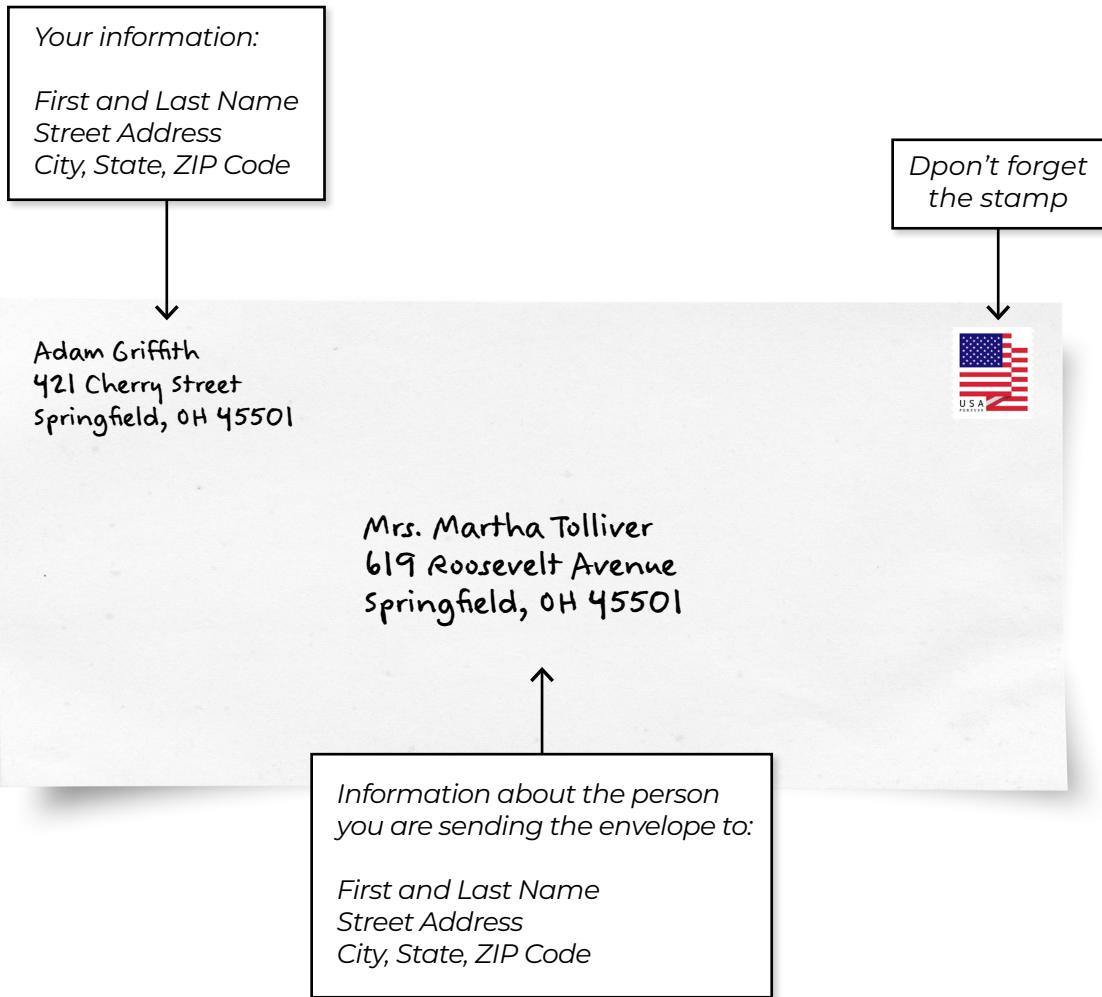 Your information:
First and Last Name
Street Address
City, State, ZIP Code
Dpon’t forget
the stamp
Adam Griffith
421 Cherry Street
Springfield, OH 45501
USA
FOREVER
Mrs. Martha Tolliver
619 Roosevelt Avenue
Springfield, OH 45501
Information about the person
you are sending the envelope to:
First and Last Name
Street Address
City, State, ZIP Code